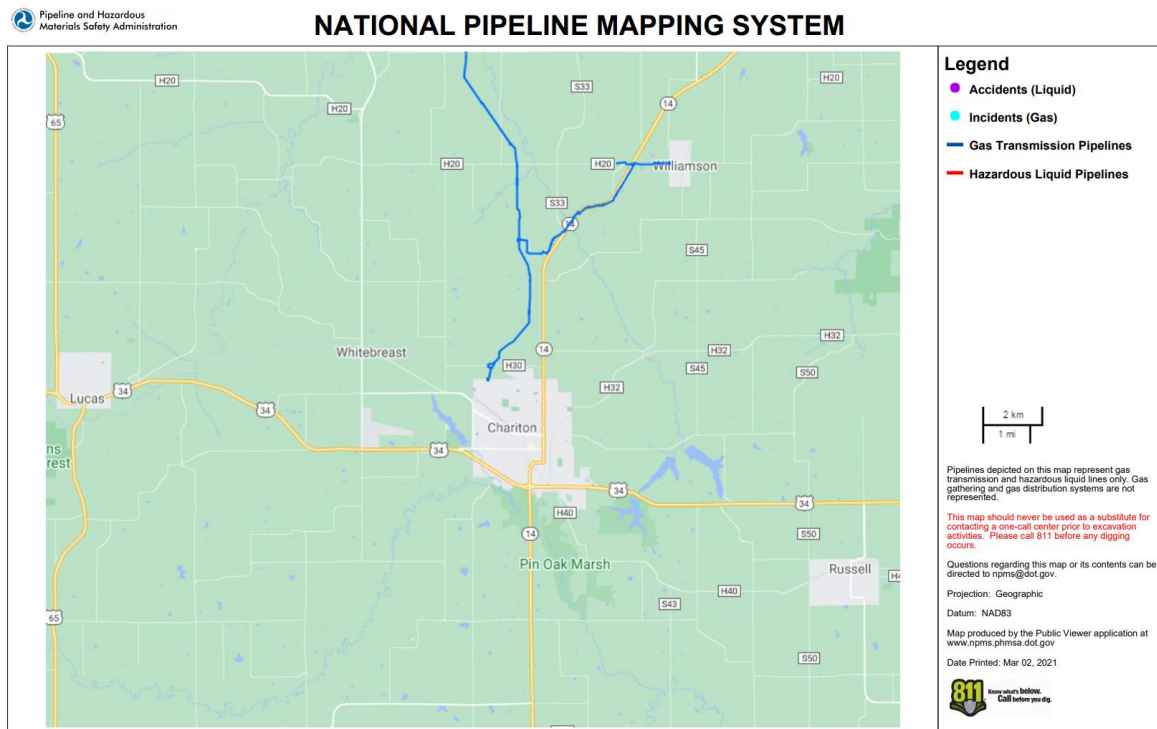 Pipeline and Hazardous
Materials Safety Administration
NATIONAL PIPELINE MAPPING SYSTEM
H20
S33
H20
65
14
H20
H20
H20
Williamson
S33
14
S45
H32
14
H32
Whitebreast
H30
S45
S50
Lucas
34
H32
34
Chariton
34
ns
rest
34
34
H40
14
S50
Pin Oak Marsh
Russell
H40
H4
S43
65
S50
Legend
Accidents (Liquid)
Incidents (Gas)
Gas Transmission Pipelines
Hazardous Liquid Pipelines
2 km
1 mi
Pipelines depicted on this map represent gas
transmission and hazardous liquid lines only. Gas
gathering and gas distribution systems are not
represented.
This map should never be used as a substitute for
contacting a one-call center prior to excavation
activities. Please call 811 before any digging
occurs.
Questions regarding this map or its contents can be
directed to npms@dot.gov.
Projection: Geographic
Datum: NAD83
Map produced by the Public Viewer application at
www.npms.phmsa.dot.gov
Date Printed: Mar 02, 2021
811
Know what's below.
Call before you dig.